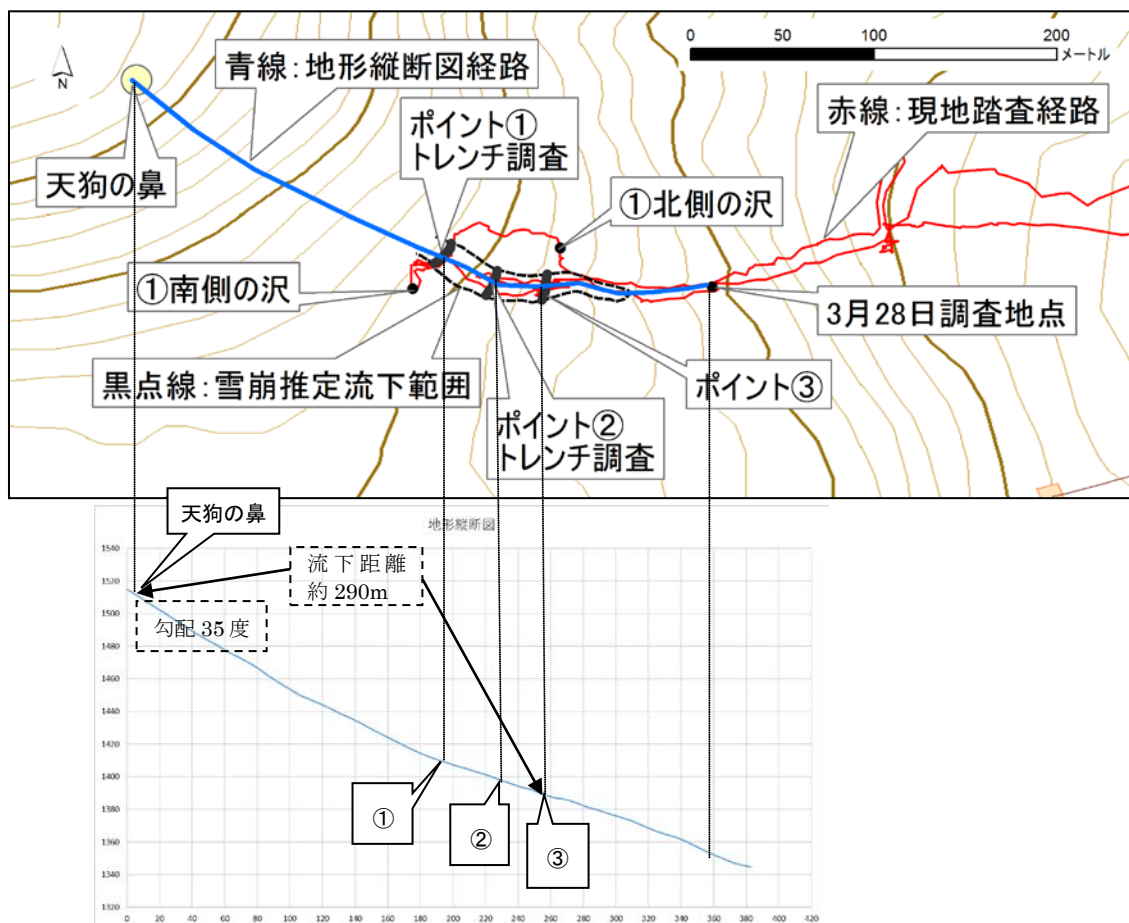 0
50
100
200
メートル
N
青線：地形縦断図経路
ポイント①
トレンチ調査
赤線：現地踏査経路
天狗の鼻
①北側の沢
①南側の沢
3月28日調査地点
黒点線：雪崩推定流下範囲
ポイント③
ポイント②
トレンチ調査
天狗の鼻
地形縦断図
流下距離
約290m
勾配35度
1540
1520
1500
1480
1460
1440
1420
1400
1380
1360
1340
1320
①
②
③
0
20
40
60
80
100
120
140
160
180
200
220
240
260
280
300
320
340
360
380
400
420